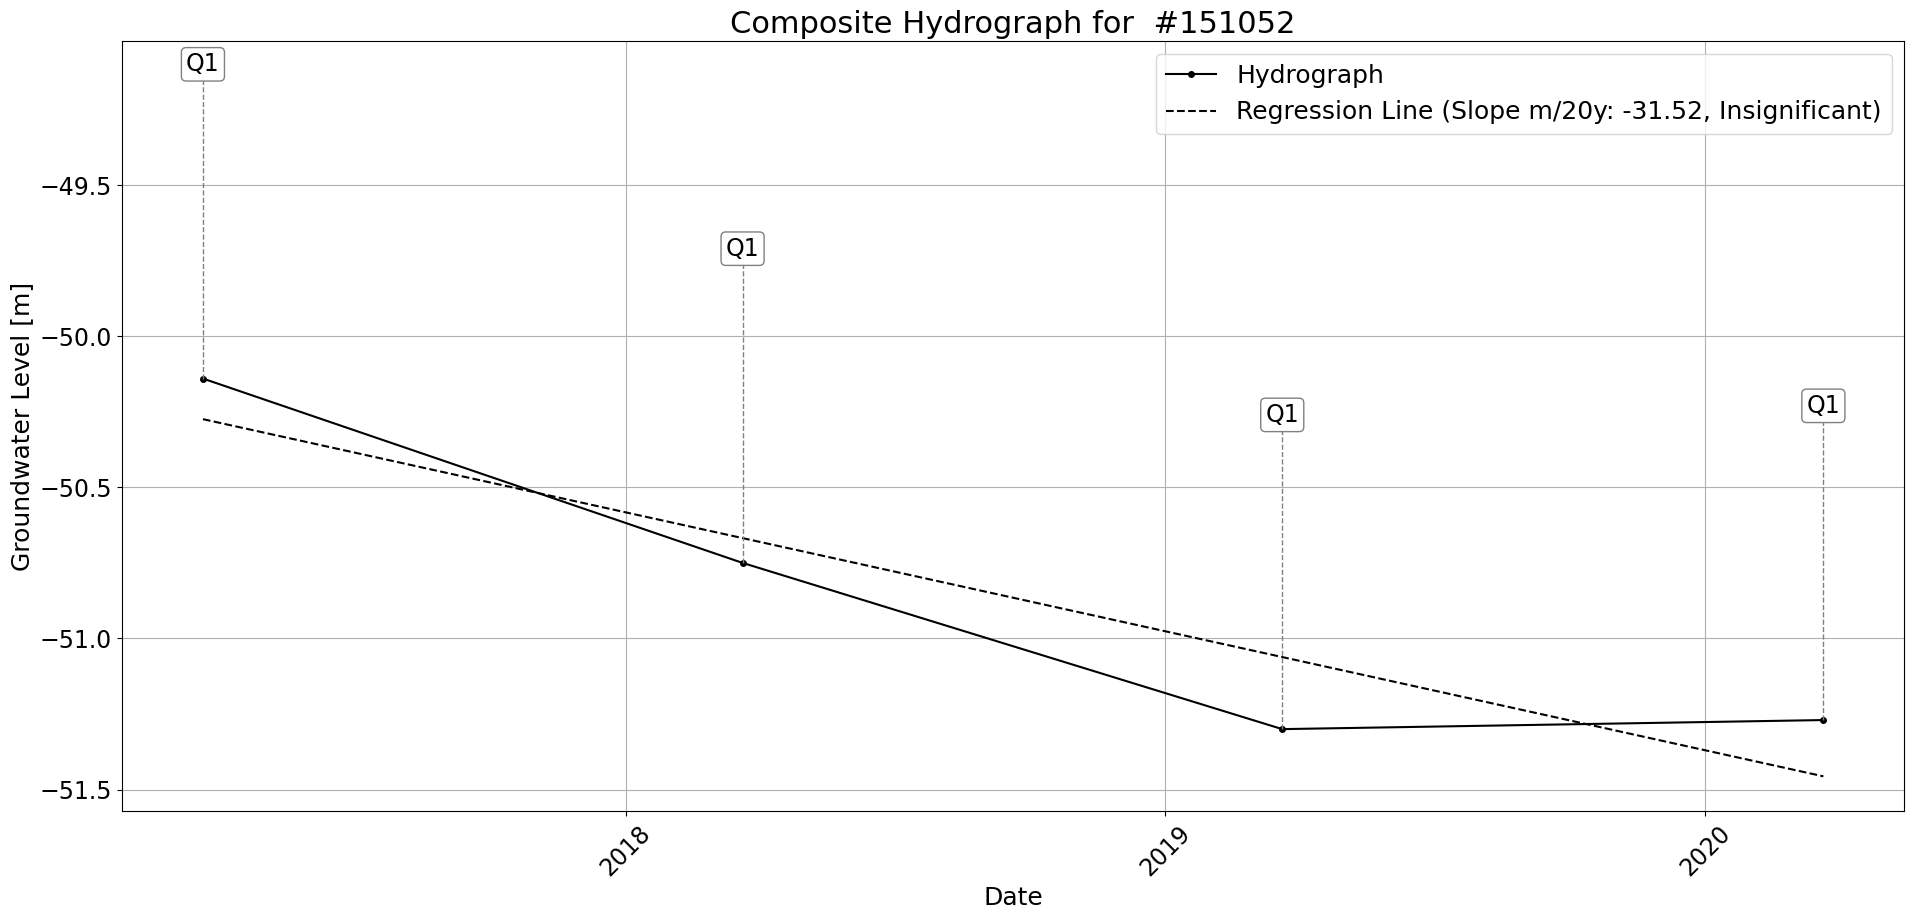 Composite Hydrograph for  #151052
Hydrograph
Regression Line (Slope m/20y: -31.52, Insignificant)
Q1
Q1
Q1
Q1
Groundwater Level [m]
−49.5
−50.0
−50.5
−51.0
−51.5
2018
2019
2020
Date